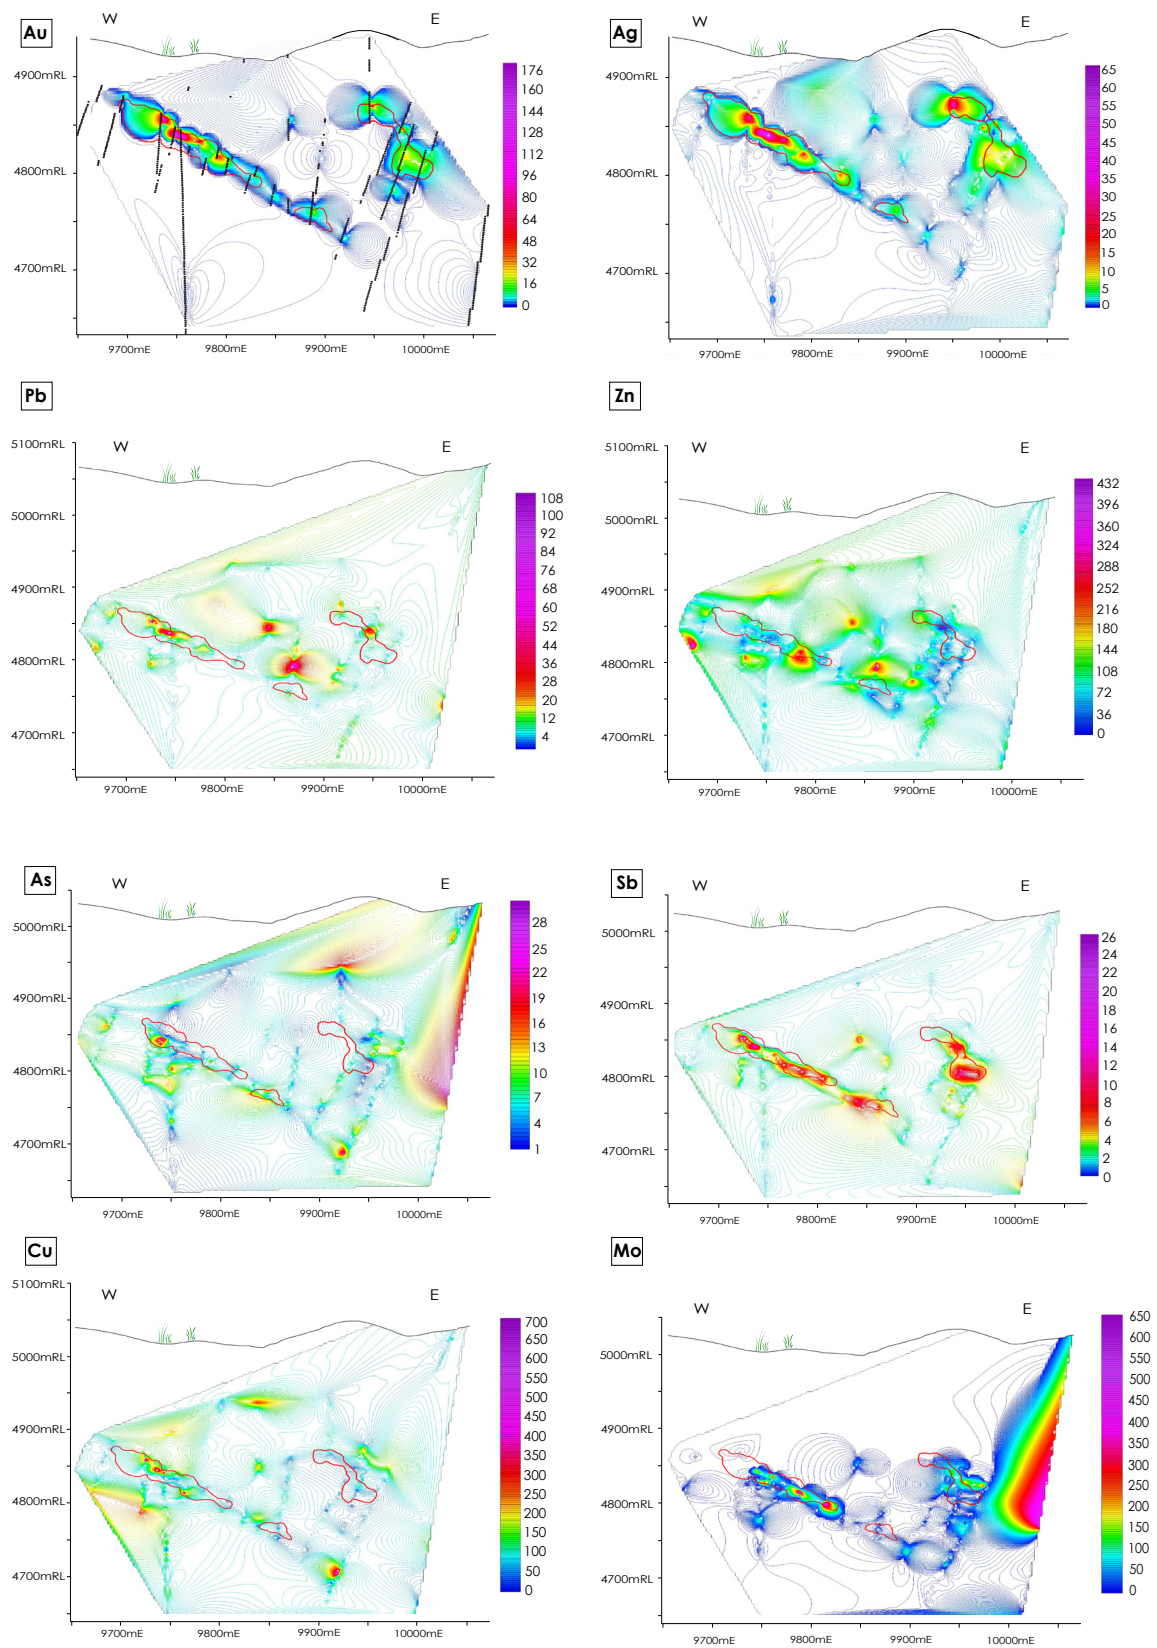 Au
W
E
4900mRL
4800mRL
4700mRL
9700mE 9800mE 9900mE 10000mE
176
160
144
128
112
96
80
64
48
32
16
0
Ag
W
E
4900mRL
4800mRL
4700mRL
9700mE 9800mE 9900mE 10000mE
65
60
55
50
45
40
35
30
25
20
15
10
5
0
Pb
W
E
5100mRL
5000mRL
4900mRL
4800mRL
4700mRL
9700mE 9800mE 9900mE 10000mE
108
100
92
84
76
68
60
52
44
36
28
20
12
4
Zn
W
E
5100mRL
5000mRL
4900mRL
4800mRL
4700mRL
9700mE 9800mE 9900mE 10000mE
432
396
360
324
288
252
216
180
144
108
72
36
0
As
W
E
5000mRL
4900mRL
4800mRL
4700mRL
9700mE 9800mE 9900mE 10000mE
28
25
22
19
16
13
10
7
4
1
Sb
W
E
5000mRL
4900mRL
4800mRL
4700mRL
9700mE 9800mE 9900mE 10000mE
26
24
22
20
18
16
14
12
10
8
6
4
2
0
Cu
W
E
5100mRL
5000mRL
4900mRL
4800mRL
4700mRL
9700mE 9800mE 9900mE 10000mE
700
650
600
550
500
450
400
350
300
250
200
150
100
50
0
Mo
W
E
5000mRL
4900mRL
4800mRL
4700mRL
9700mE 9800mE 9900mE 10000mE
650
600
550
500
450
400
350
300
250
200
150
100
50
0